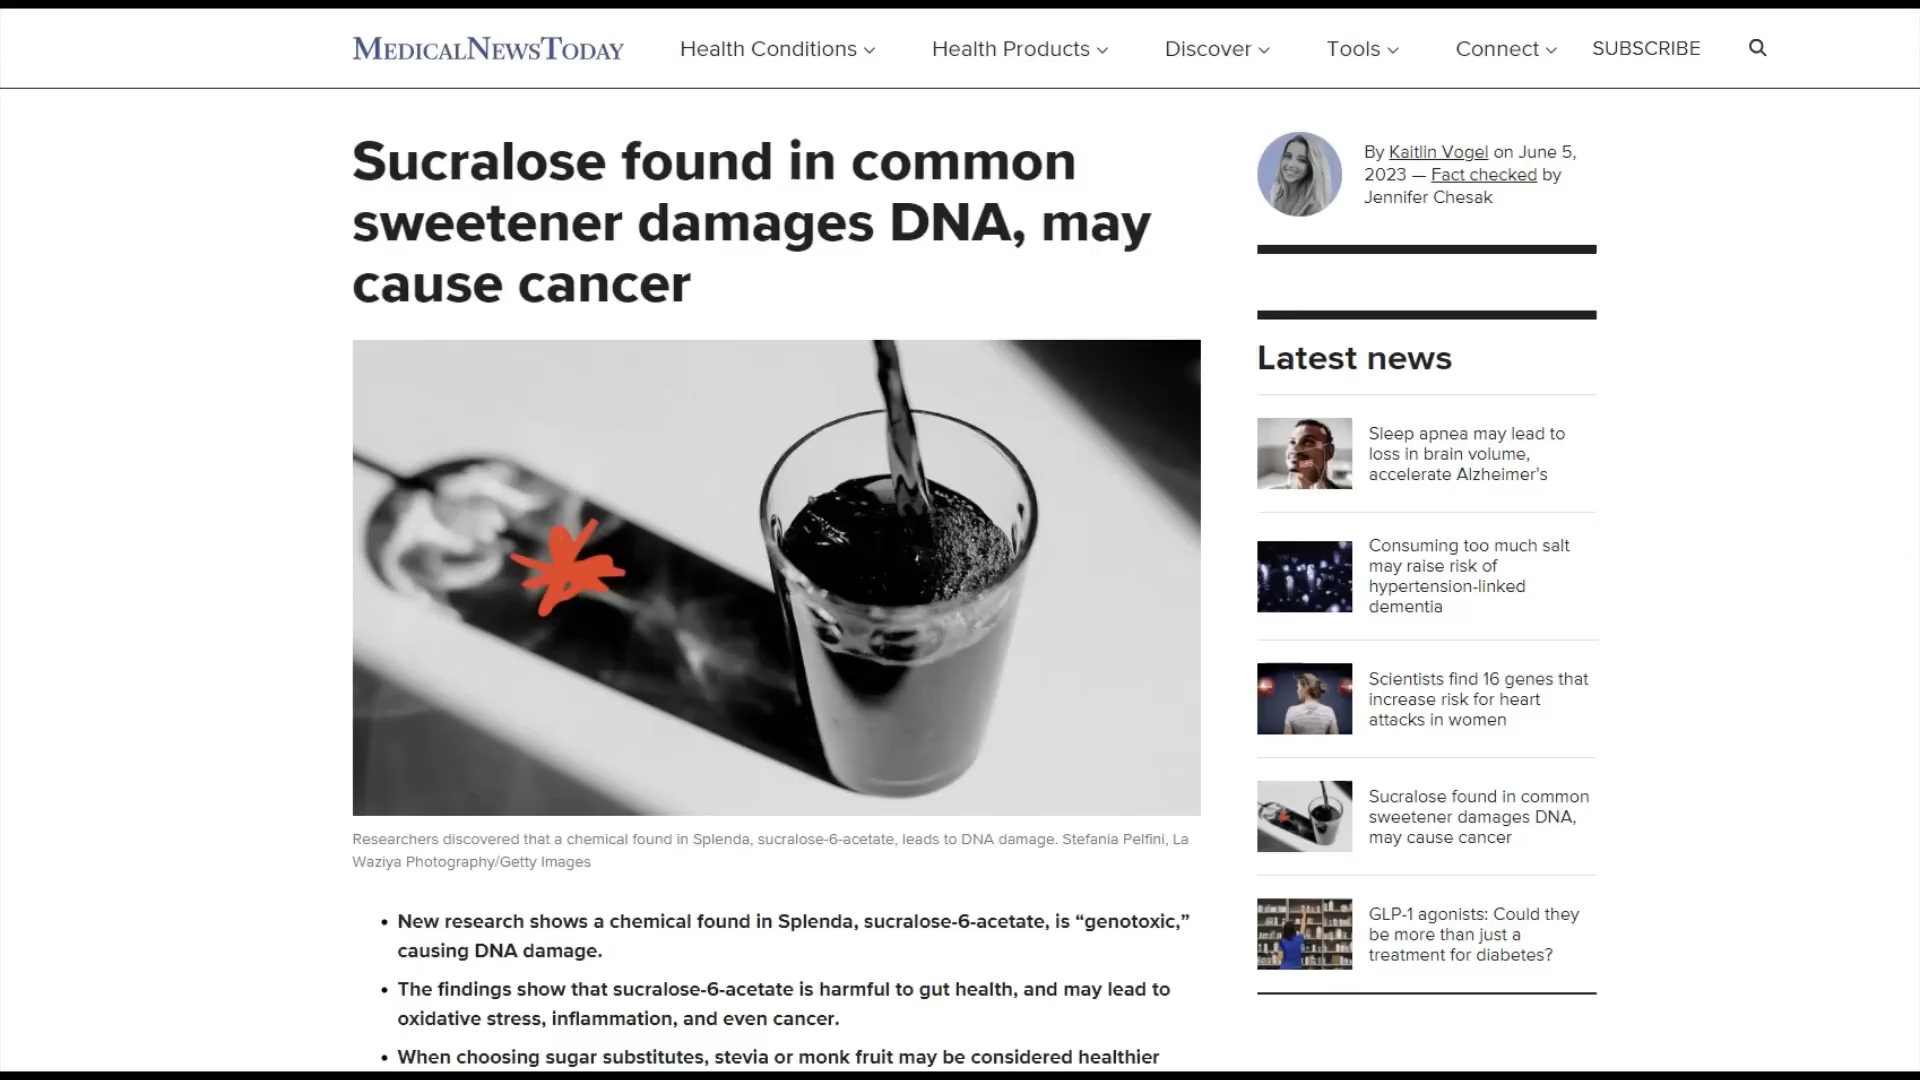 MEDICALNEWSTODAY
Health Conditions
Health Products
Discover
Tools
Connect
SUBSCRIBE
Sucralose found in common
sweetener damages DNA, may
cause cancer
Researchers discovered that a chemical found in Splenda, sucralose-6-acetate, leads to DNA damage. Stefania Pelfini, La
Waziya Photography/Getty Images
• New research shows a chemical found in Splenda, sucralose-6-acetate, is “genotoxic,”
causing DNA damage.
• The findings show that sucralose-6-acetate is harmful to gut health, and may lead to
oxidative stress, inflammation, and even cancer.
• When choosing sugar substitutes, stevia or monk fruit may be considered healthier
By Kaitlin Vogel on June 5,
2023 — Fact checked by
Jennifer Chesak
Latest news
Sleep apnea may lead to
loss in brain volume,
accelerate Alzheimer's
Consuming too much salt
may raise risk of
hypertension-linked
dementia
Scientists find 16 genes that
increase risk for heart
attacks in women
Sucralose found in common
sweetener damages DNA,
may cause cancer
GLP-1 agonists: Could they
be more than just a
treatment for diabetes?